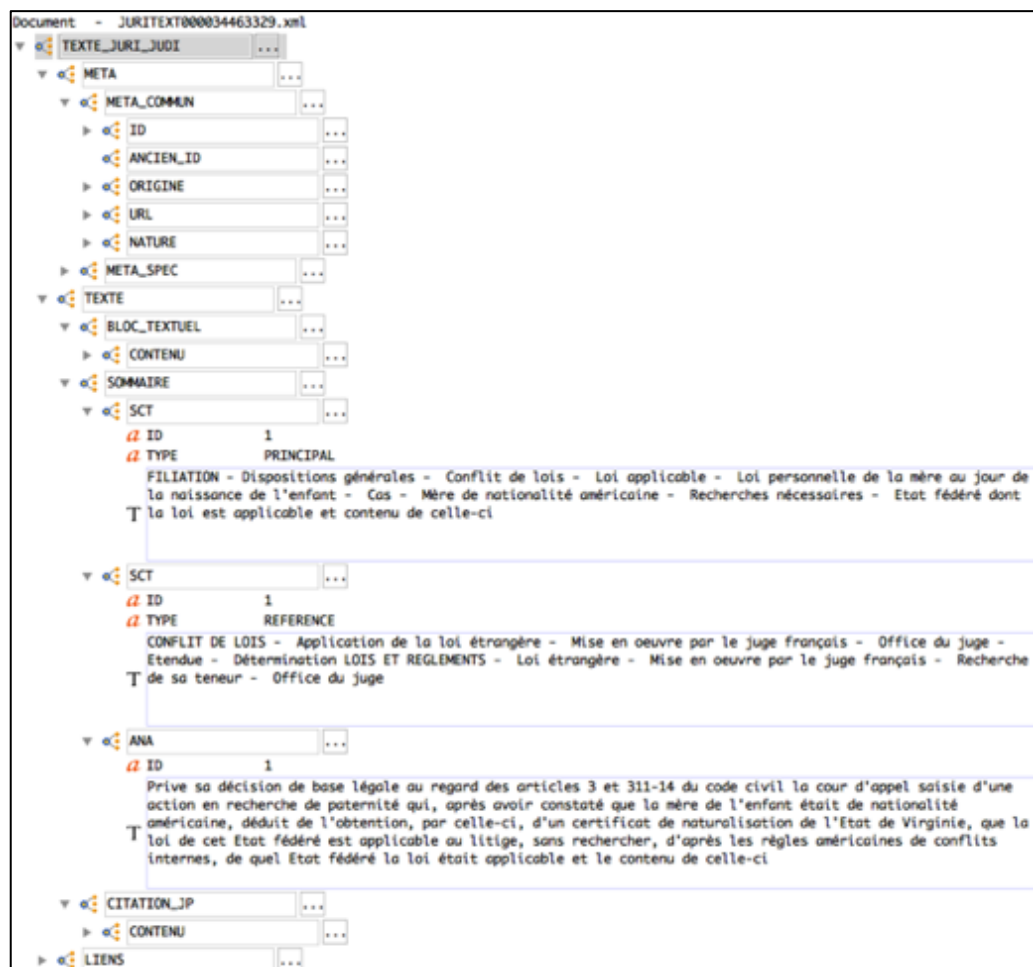 Document - JURITEXT000034463329.xml
TEXTE_JURI_JUDI ...
META ...
META_COMMUN ...
ID ...
ANCIEN_ID ...
ORIGINE ...
URL ...
NATURE ...
META_SPEC ...
TEXTE ...
BLOC_TEXTUEL ...
CONTENU ...
SOMMAIRE ...
SCT ...
a ID 1
a TYPE PRINCIPAL
FILIATION - Dispositions générales - Conflit de lois - Loi applicable - Loi personnelle de la mère au jour de
la naissance de l'enfant - Cas - Mère de nationalité américaine - Recherches nécessaires - Etat fédéré dont
T la loi est applicable et contenu de celle-ci
SCT ...
a ID 1
a TYPE REFERENCE
CONFLIT DE LOIS - Application de la loi étrangère - Mise en oeuvre par le juge français - Office du juge -
Etendue - Détermination LOIS ET REGLEMENTS - Loi étrangère - Mise en oeuvre par le juge français - Recherche
T de sa teneur - Office du juge
ANA ...
a ID 1
Prive sa décision de base légale au regard des articles 3 et 311-14 du code civil la cour d'appel saisie d'une
action en recherche de paternité qui, après avoir constaté que la mère de l'enfant était de nationalité
T américaine, déduit de l'obtention, par celle-ci, d'un certificat de naturalisation de l'Etat de Virginie, que la
loi de cet Etat fédéré est applicable au litige, sans rechercher, d'après les règles américaines de conflits
internes, de quel Etat fédéré la loi était applicable et le contenu de celle-ci
CITATION_JP ...
CONTENU ...
LIENS ...